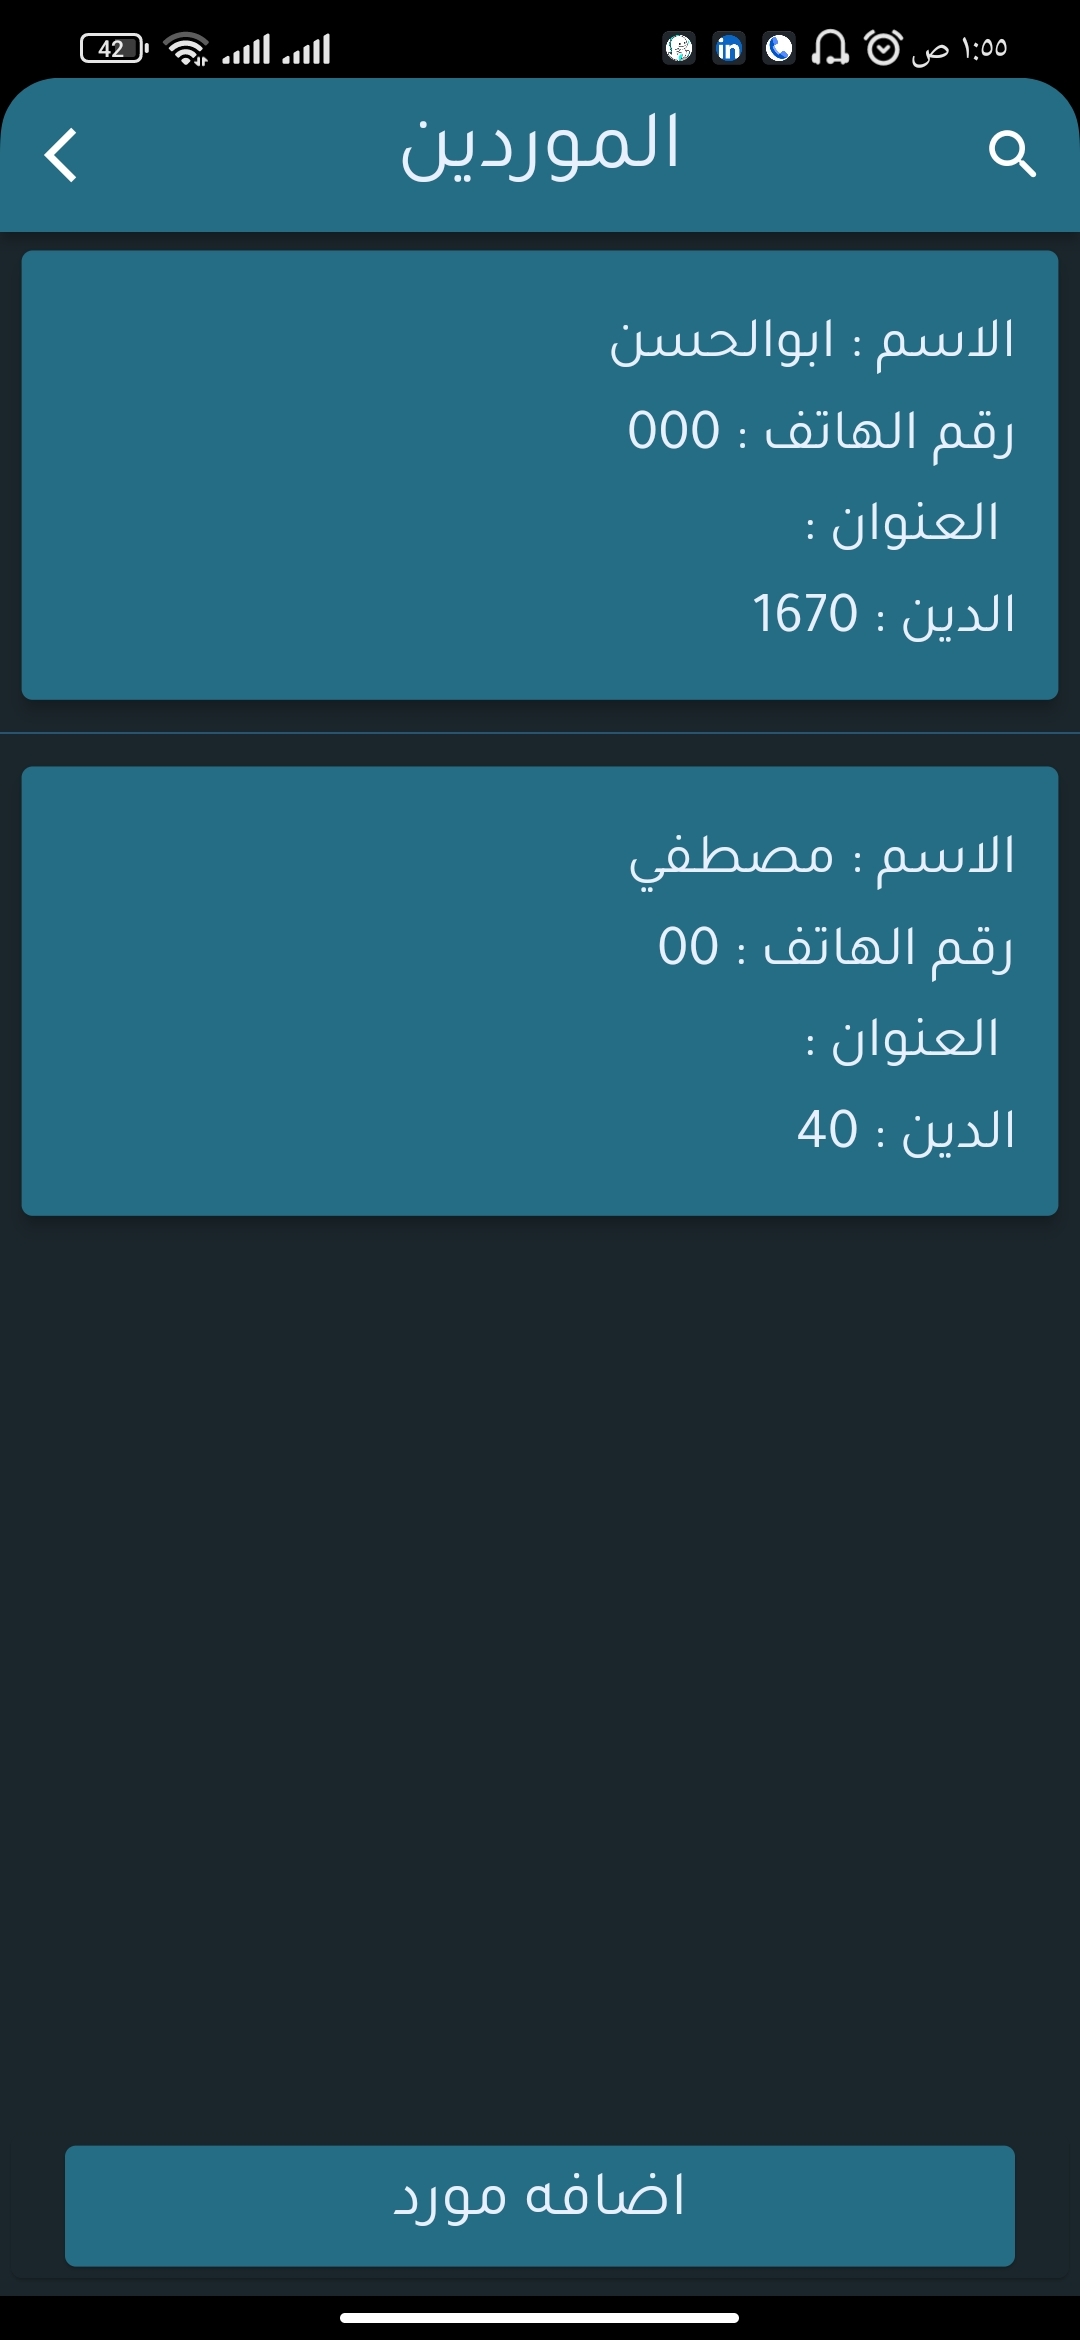 ١:٥٥ ص
42
الموردين
الاسم : ابوالحسن
رقم الهاتف : 000
العنوان :
الدين : 1670
الاسم : مصطفي
رقم الهاتف : 00
العنوان :
الدين : 40
اضافه مورد